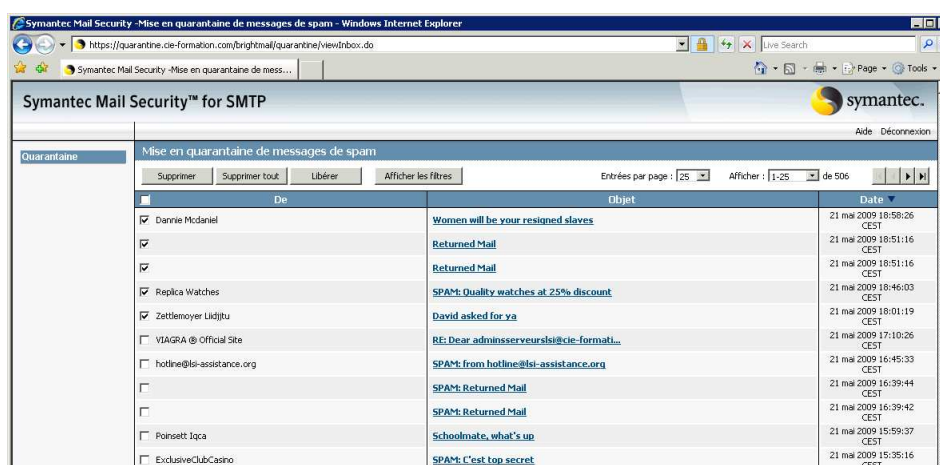 Symantec Mail Security -Mise en quarantaine de messages de spam - Windows Internet Explorer
https://quarantine.cie-formation.com/brightmail/quarantine/viewInbox.do
Live Search
Symantec Mail Security -Mise en quarantaine de mess...
Page Tools
Symantec Mail Security™ for SMTP
symantec.
Aide Déconnexion
Quarantaine
Mise en quarantaine de messages de spam
Supprimer Supprimer tout Libérer Afficher les filtres Entrées par page : 25 Afficher : 1-25 de 506
De Objet Date
Dannie Mcdaniel Women will be your resigned slaves 21 mai 2009 18:58:26 CEST
Returned Mail 21 mai 2009 18:51:16 CEST
Returned Mail 21 mai 2009 18:51:16 CEST
Replica Watches SPAM: Quality watches at 25% discount 21 mai 2009 18:46:03 CEST
Zettlemoyer Liidjjtu David asked for ya 21 mai 2009 18:01:19 CEST
VIAGRA ® Official Site RE: Dear adminsserveurslsi@cie-formati... 21 mai 2009 17:10:26 CEST
hotline@lsi-assistance.org SPAM: from hotline@lsi-assistance.org 21 mai 2009 16:45:33 CEST
SPAM: Returned Mail 21 mai 2009 16:39:44 CEST
SPAM: Returned Mail 21 mai 2009 16:39:42 CEST
Poinsett Iqca Schoolmate, what's up 21 mai 2009 15:59:37 CEST
ExclusiveClubCasino SPAM: C'est top secret 21 mai 2009 15:35:16 CEST